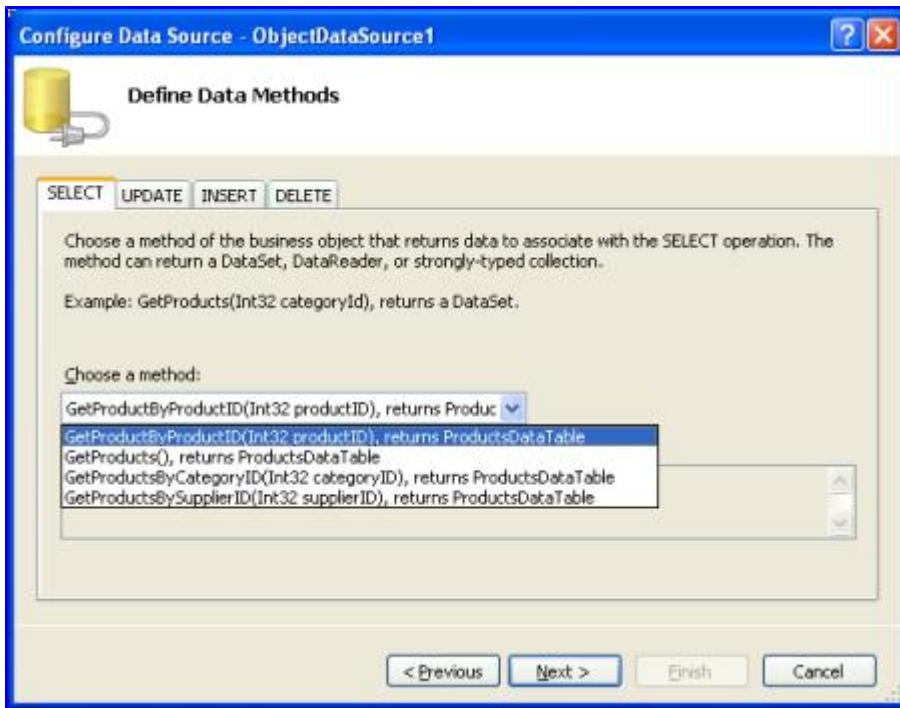 Configure Data Source - ObjectDataSource1
Define Data Methods
SELECT UPDATE INSERT DELETE
Choose a method of the business object that returns data to associate with the SELECT operation. The
method can return a DataSet, DataReader, or strongly-typed collection.
Example: GetProducts(Int32 categoryId), returns a DataSet.
Choose a method:
GetProductByProductID(Int32 productID), returns Produc
GetProductByProductID(Int32 productID), returns ProductsDataTable
GetProducts(), returns ProductsDataTable
GetProductsByCategoryID(Int32 categoryID), returns ProductsDataTable
GetProductsBySupplierID(Int32 supplierID), returns ProductsDataTable
< Previous Next > Finish Cancel